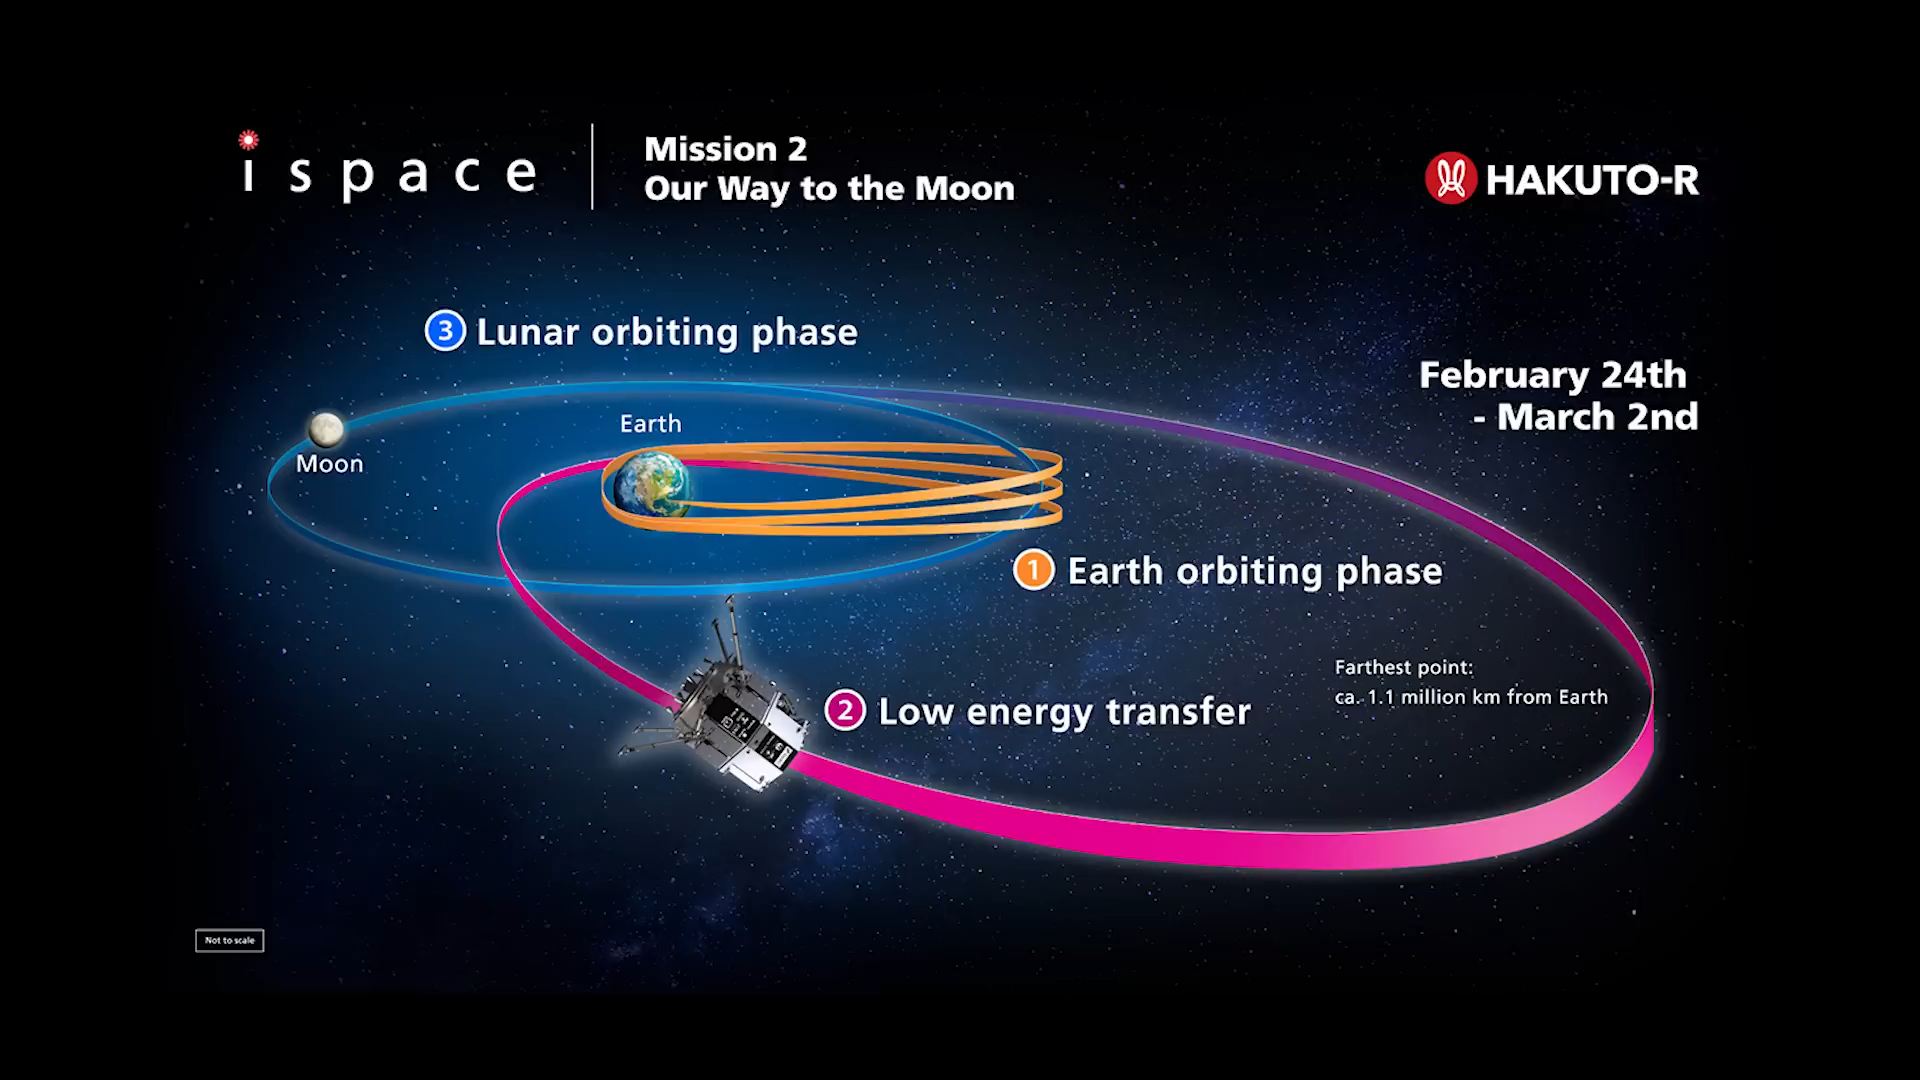 ispace
Mission 2
Our Way to the Moon
HAKUTO-R
3 Lunar orbiting phase
February 24th
- March 2nd
Earth
Moon
1 Earth orbiting phase
Farthest point:
ca. 1.1 million km from Earth
2 Low energy transfer
Not to scale